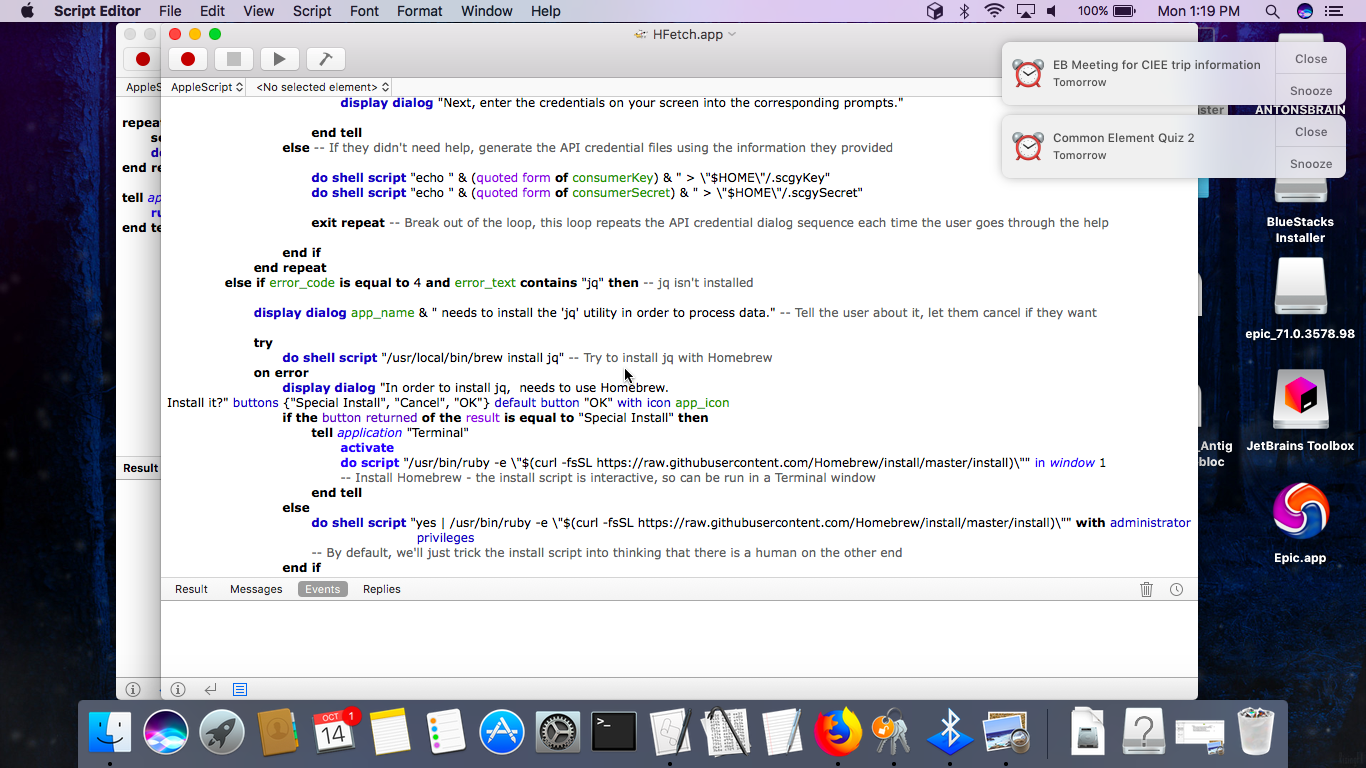 Script Editor File Edit View Script Font Format Window Help 100% Mon 1:19 PM
HFetch.app
EB Meeting for CIEE trip information
Tomorrow
Close
Snooze
Common Element Quiz 2
Tomorrow
Close
Snooze
ANTONSBRAIN
AppleS
AppleScript <No selected element>
display dialog "Next, enter the credentials on your screen into the corresponding prompts."
end tell
else -- If they didn't need help, generate the API credential files using the information they provided
do shell script "echo " & (quoted form of consumerKey) & " > \"$HOME\"/.scgyKey"
do shell script "echo " & (quoted form of consumerSecret) & " > \"$HOME\"/.scgySecret"
exit repeat -- Break out of the loop, this loop repeats the API credential dialog sequence each time the user goes through the help
end if
end repeat
else if error_code is equal to 4 and error_text contains "jq" then -- jq isn't installed
display dialog app_name & " needs to install the 'jq' utility in order to process data." -- Tell the user about it, let them cancel if they want
try
do shell script "/usr/local/bin/brew install jq" -- Try to install jq with Homebrew
on error
display dialog "In order to install jq,  needs to use Homebrew.
Install it?" buttons {"Special Install", "Cancel", "OK"} default button "OK" with icon app_icon
if the button returned of the result is equal to "Special Install" then
tell application "Terminal"
activate
do script "/usr/bin/ruby -e \"$(curl -fsSL https://raw.githubusercontent.com/Homebrew/install/master/install)\"" in window 1
-- Install Homebrew - the install script is interactive, so can be run in a Terminal window
end tell
else
do shell script "yes | /usr/bin/ruby -e \"$(curl -fsSL https://raw.githubusercontent.com/Homebrew/install/master/install)\"" with administrator
privileges
-- By default, we'll just trick the install script into thinking that there is a human on the other end
end if
Result Messages Events Replies
repea
se
do
end re
tell ap
ru
end te
Result
BlueStacks
Installer
epic_71.0.3578.98
_Antig
bloc
JetBrains Toolbox
Epic.app
OCT
14
1